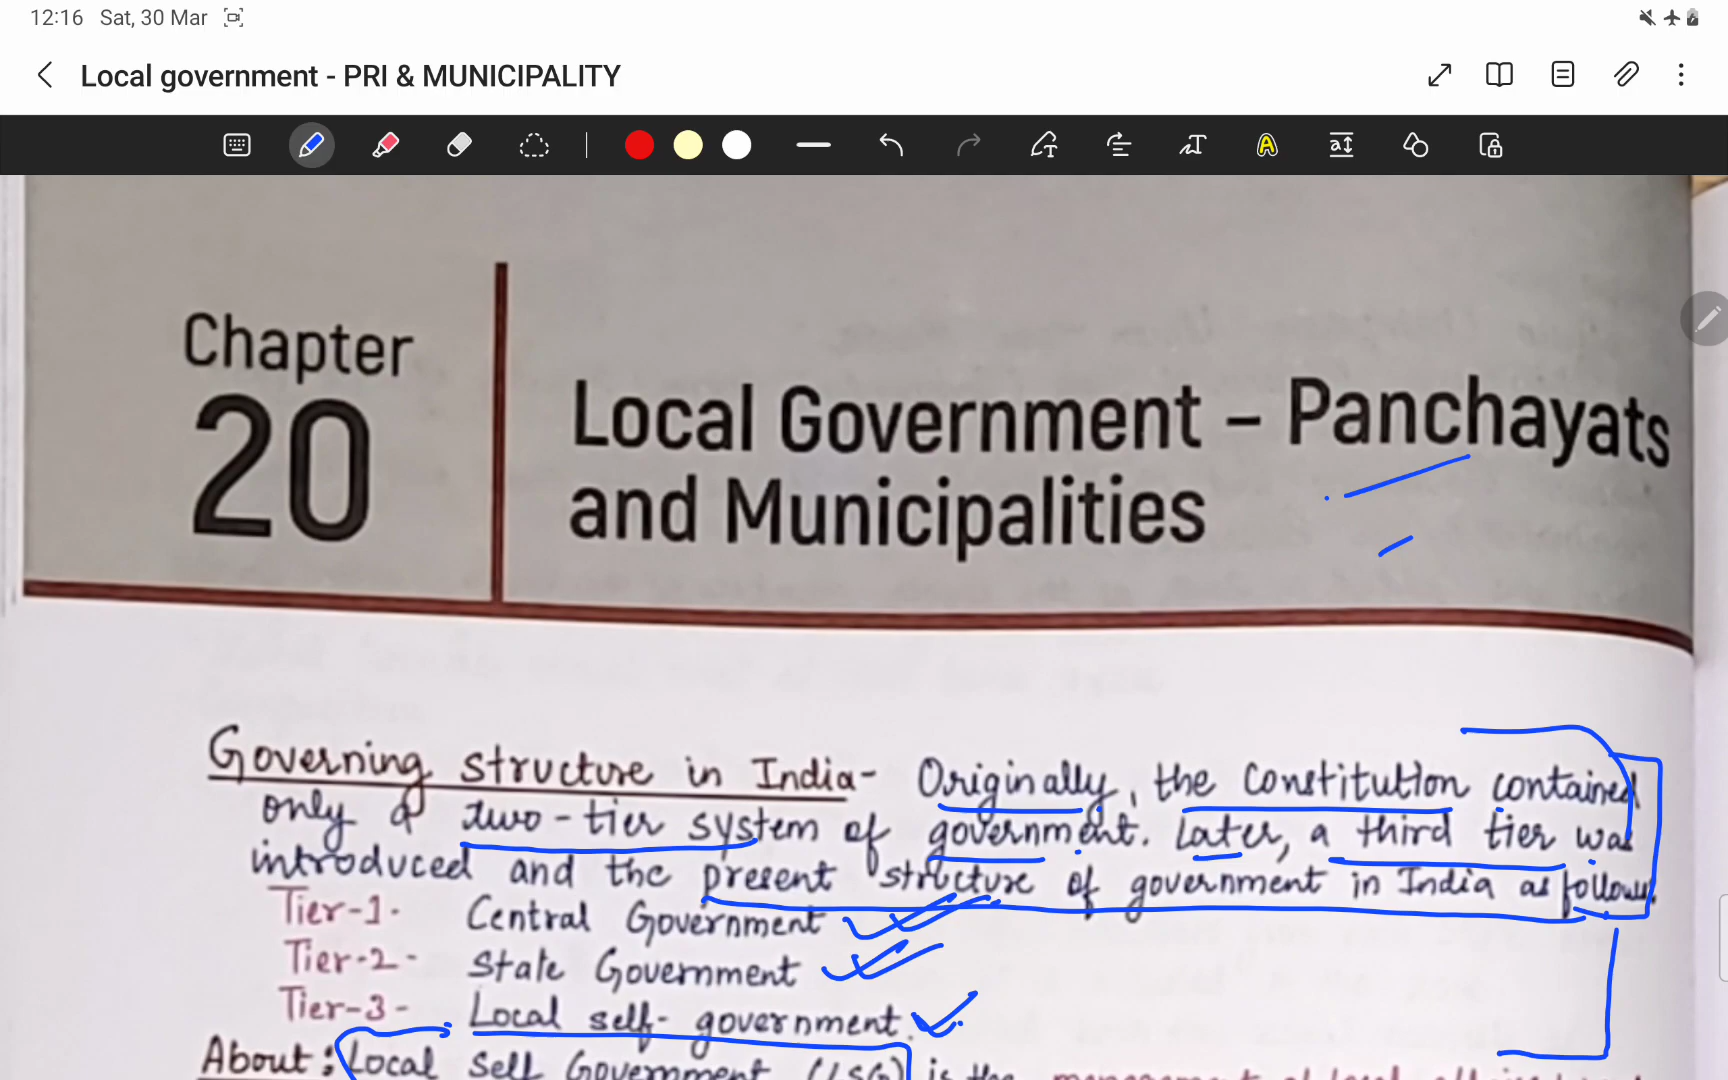 12:16 Sat, 30 Mar
Local government - PRI & MUNICIPALITY
Chapter
20
Local Government – Panchayats
and Municipalities
Governing structure in India- Originally, the constitution contained
only a two-tier system of government. Later, a third tier was
introduced and the present structure of government in India as follows
Tier-1- Central Government
Tier-2- State Government
Tier-3- Local self-government.
About: Local Self Government (LSG) is the management of local